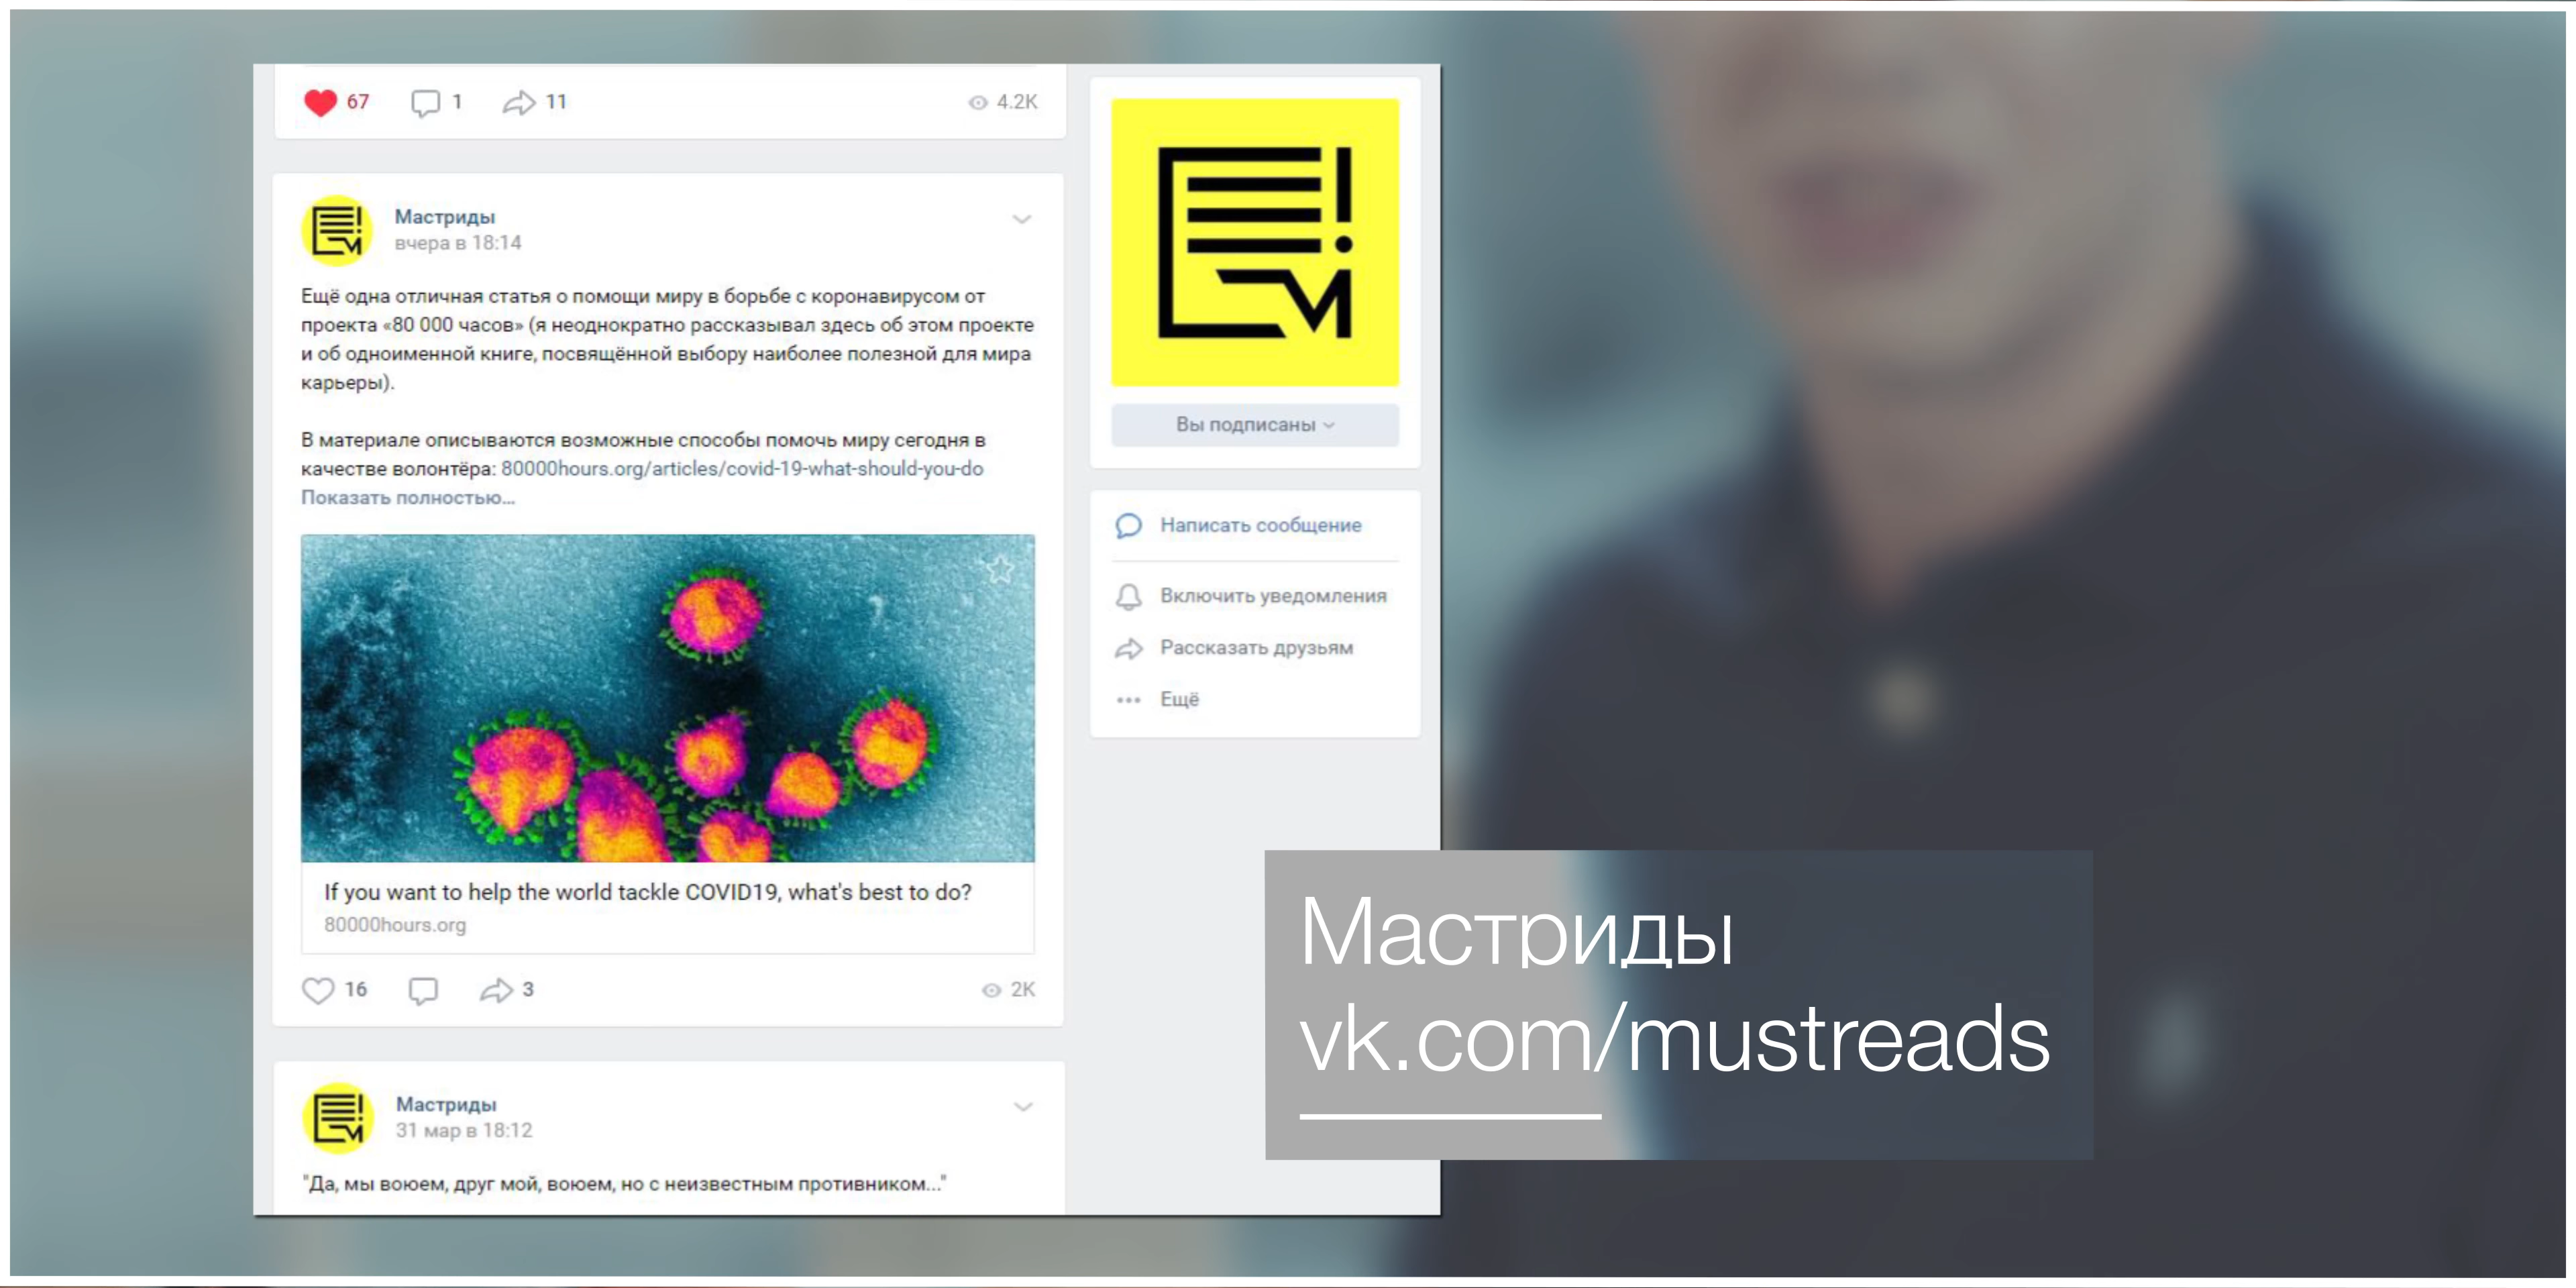 67 1 11 4.2K
Мастриды
вчера в 18:14
Ещё одна отличная статья о помощи миру в борьбе с коронавирусом от
проекта «80 000 часов» (я неоднократно рассказывал здесь об этом проекте
и об одноименной книге, посвящённой выбору наиболее полезной для мира
карьеры).
В материале описываются возможные способы помочь миру сегодня в
качестве волонтёра: 80000hours.org/articles/covid-19-what-should-you-do
Показать полностью...
If you want to help the world tackle COVID19, what's best to do?
80000hours.org
16 3 2K
Мастриды
31 мар в 18:12
"Да, мы воюем, друг мой, воюем, но с неизвестным противником..."
Вы подписаны
Написать сообщение
Включить уведомления
Рассказать друзьям
Ещё
Мастриды
vk.com/mustreads